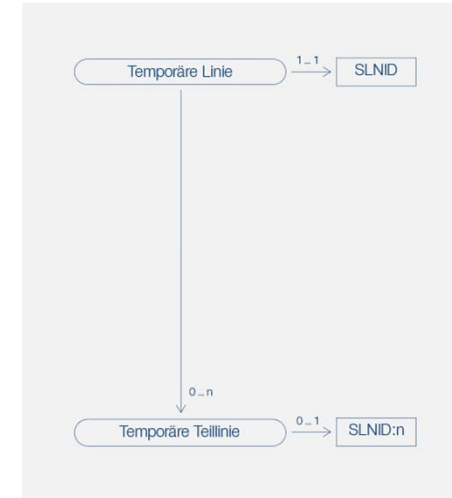 1 ... 1
Temporäre Linie
SLNID
0 ... n
0 ... 1
Temporäre Teillinie
SLNID:n